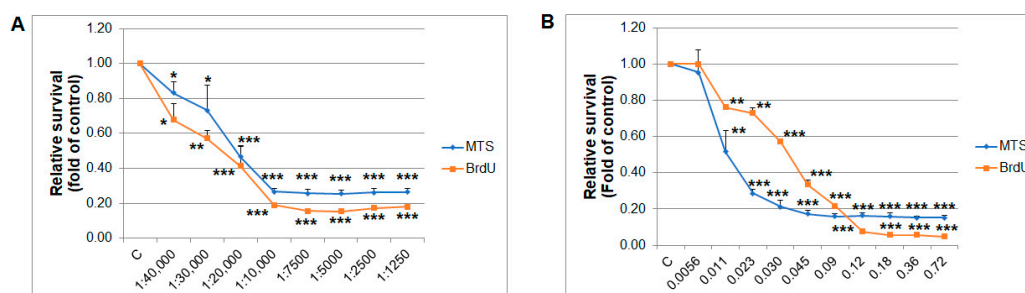 A
Relative survival
(fold of control)
1.20
1.00
0.80
0.60
0.40
0.20
0.00
* * *** *** *** *** *** ***
* ** *** *** *** *** *** ***
C 1:40,000 1:30,000 1:20,000 1:10,000 1:7500 1:5000 1:2500 1:1250
MTS
BrdU
B
Relative survival
(Fold of control)
1.20
1.00
0.80
0.60
0.40
0.20
0.00
** ** *** *** *** *** *** *** ***
** *** *** *** *** *** *** ***
C 0.0056 0.011 0.023 0.030 0.045 0.09 0.12 0.18 0.36 0.72
MTS
BrdU